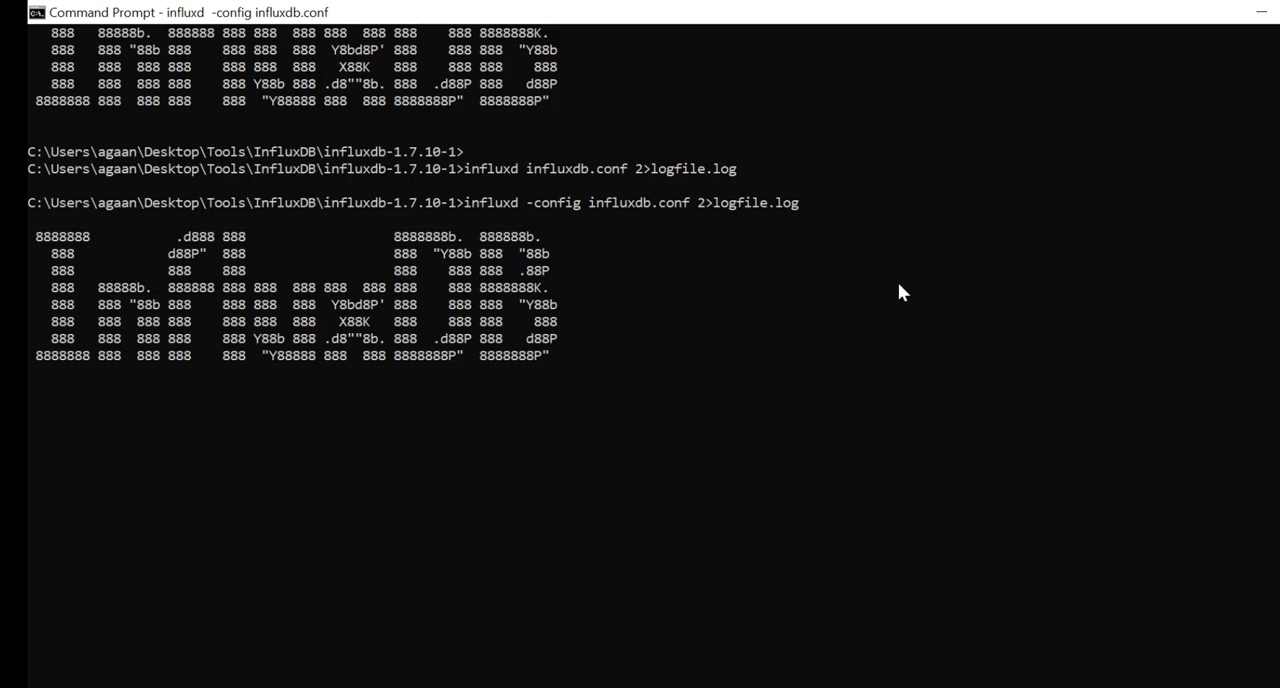 Command Prompt - influxd  -config influxdb.conf
   888   88888b.  888888 888 888  888 888  888 888    888 8888888K.
   888   888 "88b 888    888 888  888  Y8bd8P' 888    888 888  "Y88b
   888   888  888 888    888 888  888   X88K   888    888 888    888
   888   888  888 888    888 Y88b 888 .d8""8b. 888  .d88P 888   d88P
 8888888 888  888 888    888  "Y88888 888  888 8888888P"  8888888P"
C:\Users\agaan\Desktop\Tools\InfluxDB\influxdb-1.7.10-1>
C:\Users\agaan\Desktop\Tools\InfluxDB\influxdb-1.7.10-1>influxd influxdb.conf 2>logfile.log
C:\Users\agaan\Desktop\Tools\InfluxDB\influxdb-1.7.10-1>influxd -config influxdb.conf 2>logfile.log
 8888888           .d888 888                   8888888b.  888888b.
   888            d88P"  888                   888  "Y88b 888  "88b
   888            888    888                   888    888 888  .88P
   888   88888b.  888888 888 888  888 888  888 888    888 8888888K.
   888   888 "88b 888    888 888  888  Y8bd8P' 888    888 888  "Y88b
   888   888  888 888    888 888  888   X88K   888    888 888    888
   888   888  888 888    888 Y88b 888 .d8""8b. 888  .d88P 888   d88P
 8888888 888  888 888    888  "Y88888 888  888 8888888P"  8888888P"